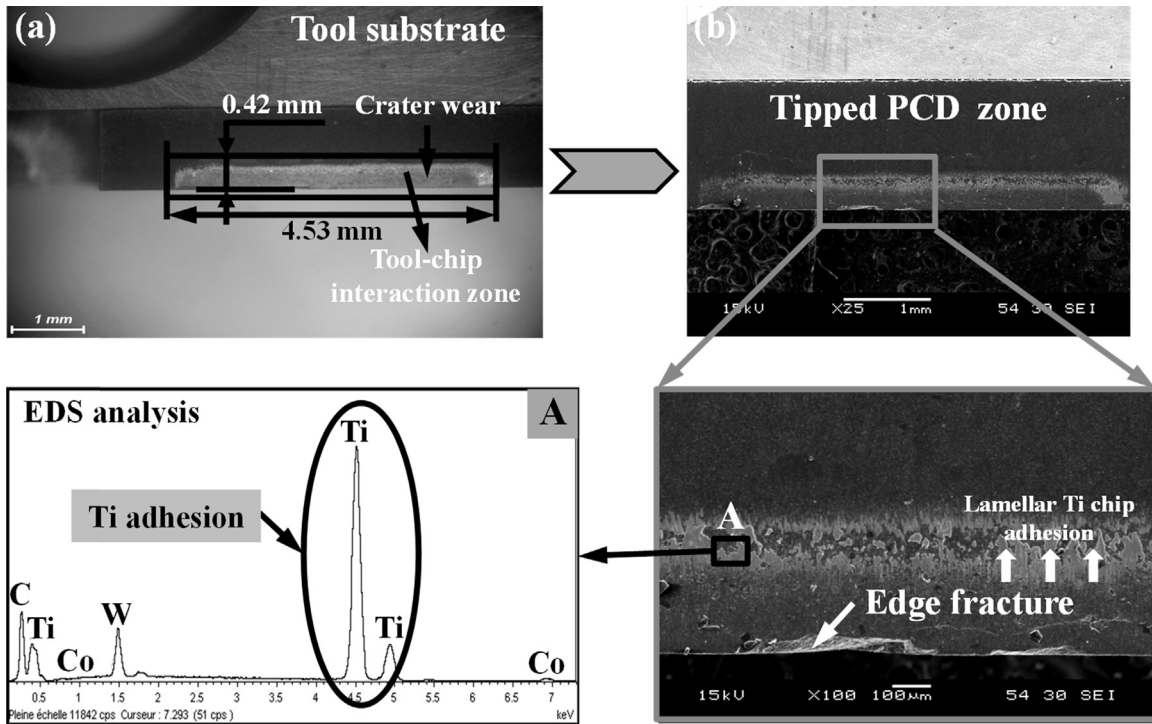 (a)
Tool substrate
0.42 mm
Crater wear
4.53 mm
Tool-chip
interaction zone
1 mm
(b)
Tipped PCD zone
15kV X25 1mm 54 30 SEI
EDS analysis
A
Ti
Ti adhesion
C
Ti
Co
W
Ti
Co
0.5 1 1.5 2 2.5 3 3.5 4 4.5 5 5.5 6 6.5 7
Pleine échelle 11842 cps Curseur : 7.293 (51 cps) keV
A
Lamellar Ti chip
adhesion
Edge fracture
15kV X100 100µm 54 30 SEI